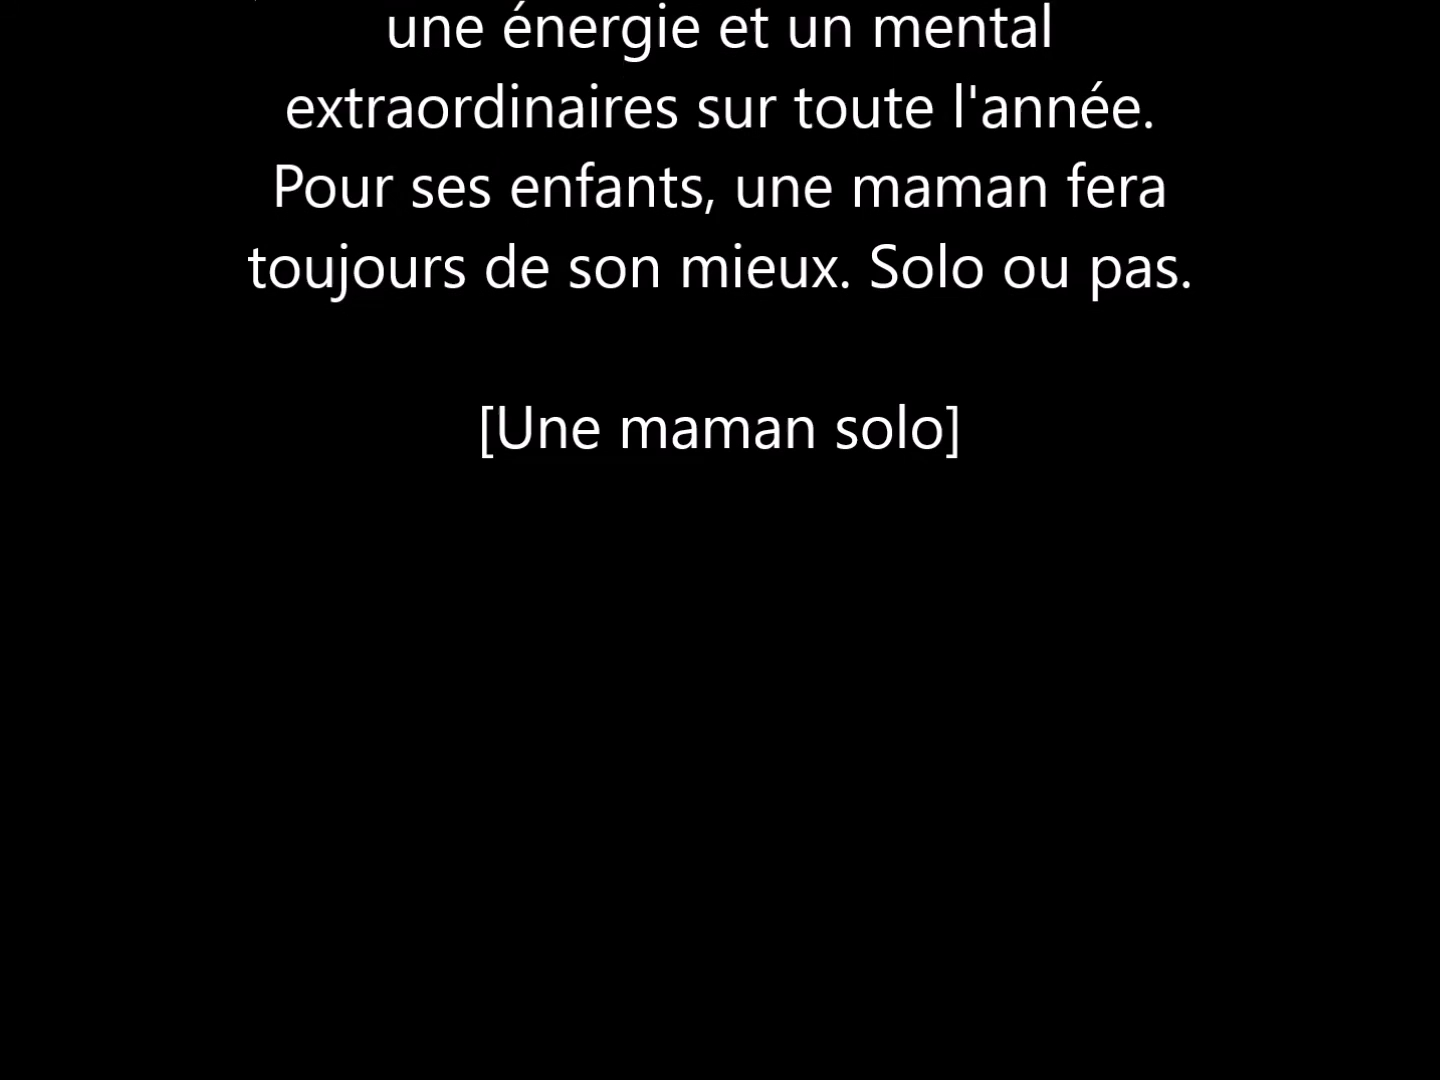 une énergie et un mental
extraordinaires sur toute l'année.
Pour ses enfants, une maman fera
toujours de son mieux. Solo ou pas.
[Une maman solo]